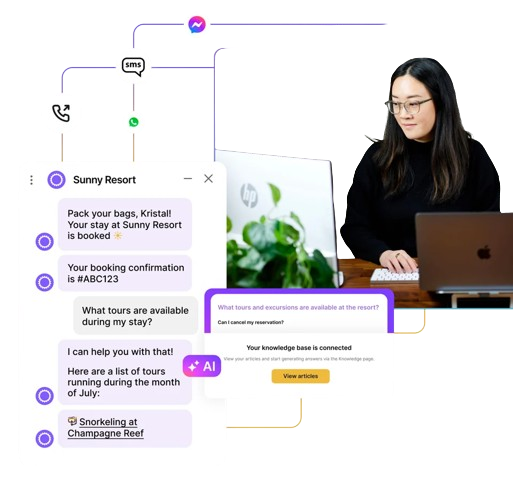 sms
Sunny Resort
Pack your bags, Kristal!
Your stay at Sunny Resort
is booked
Your booking confirmation
is #ABC123
What tours are available
during my stay?
I can help you with that!
Here are a list of tours
running during the month
of July:
Snorkeling at
Champagne Reef
hp
What tours and excursions are available at the resort?
Can I cancel my reservation?
Your knowledge base is connected
View your articles and start generating answers via the Knowledge page.
View articles
AI